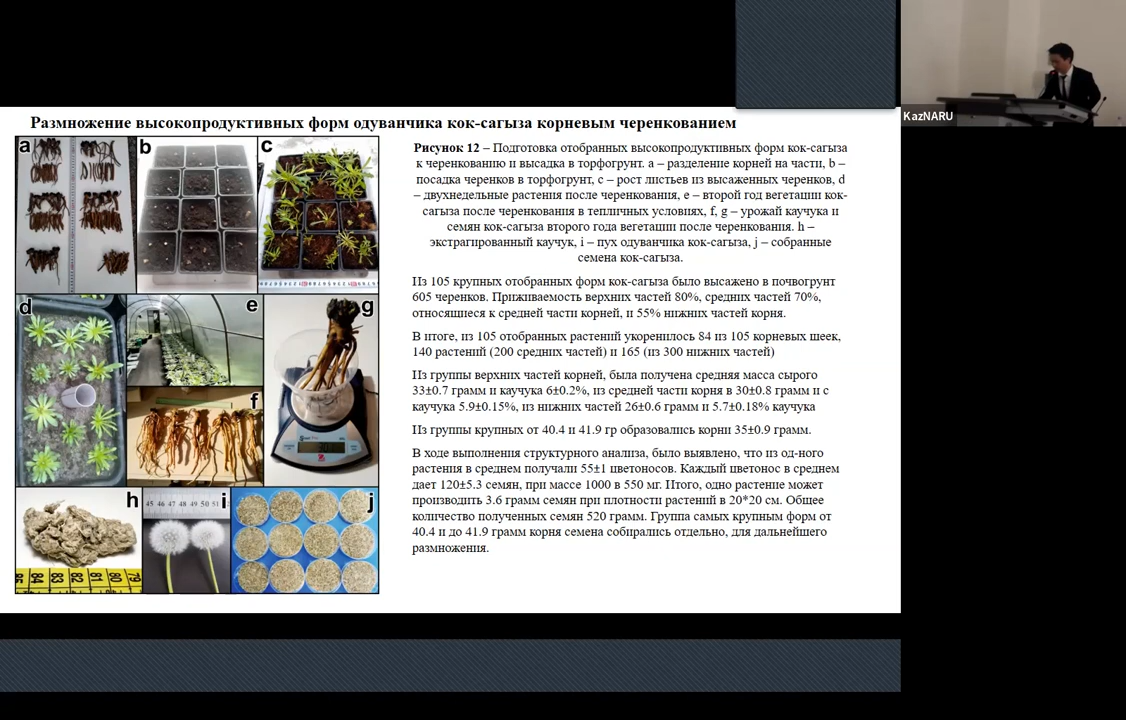 KazNARU
Размножение высокопродуктивных форм одуванчика кок-сагыза корневым черенкованием
a
b
c
d
e
f
g
h
i
j
45 46 47 48 49 50 51
Рисунок 12 – Подготовка отобранных высокопродуктивных форм кок-сагыза
к черенкованию и высадка в торфогрунт. a – разделение корней на части, b –
посадка черенков в торфогрунт, c – рост листьев из высаженных черенков, d
– двухнедельные растения после черенкования, e – второй год вегетации кок-
сагыза после черенкования в тепличных условиях, f, g – урожай каучука и
семян кок-сагыза второго года вегетации после черенкования. h –
экстрагированный каучук, i – пух одуванчика кок-сагыза, j – собранные
семена кок-сагыза.
Из 105 крупных отобранных форм кок-сагыза было высажено в почвогрунт
605 черенков. Приживаемость верхних частей 80%, средних частей 70%,
относящиеся к средней части корней, и 55% нижних частей корня.
В итоге, из 105 отобранных растений укоренилось 84 из 105 корневых шеек,
140 растений (200 средних частей) и 165 (из 300 нижних частей)
Из группы верхних частей корней, была получена средняя масса сырого
33±0.7 грамм и каучука 6±0.2%, из средней части корня в 30±0.8 грамм и с
каучука 5.9±0.15%, из нижних частей 26±0.6 грамм и 5.7±0.18% каучука
Из группы крупных от 40.4 и 41.9 гр образовались корни 35±0.9 грамм.
В ходе выполнения структурного анализа, было выявлено, что из од-ного
растения в среднем получали 55±1 цветоносов. Каждый цветонос в среднем
дает 120±5.3 семян, при массе 1000 в 550 мг. Итого, одно растение может
производить 3.6 грамм семян при плотности растений в 20*20 см. Общее
количество полученных семян 520 грамм. Группа самых крупным форм от
40.4 и до 41.9 грамм корня семена собирались отдельно, для дальнейшего
размножения.